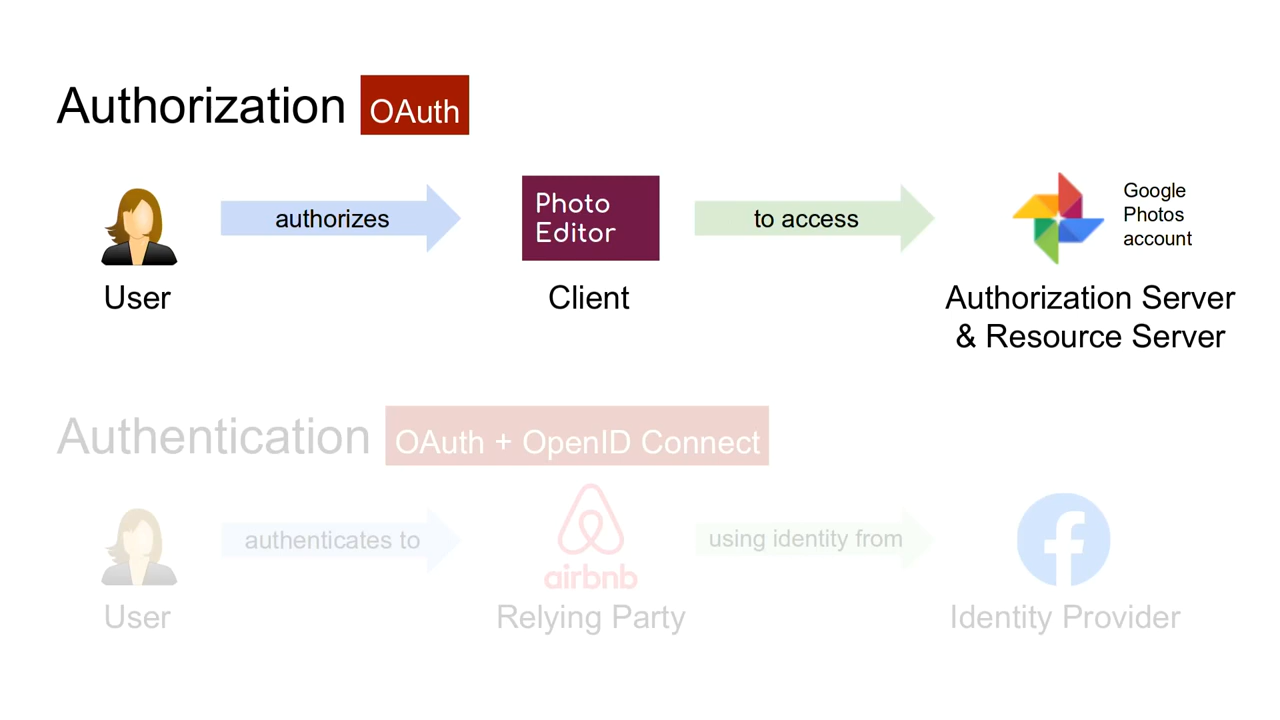 Authorization OAuth
authorizes
Photo
Editor
to access
Google
Photos
account
User
Client
Authorization Server
& Resource Server
Authentication OAuth + OpenID Connect
authenticates to
airbnb
using identity from
User
Relying Party
Identity Provider